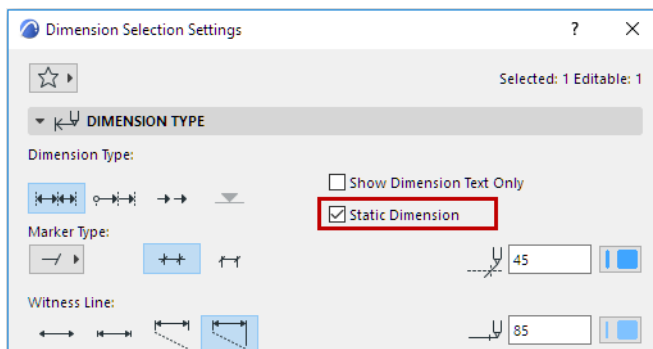 Dimension Selection Settings
?
Selected: 1 Editable: 1
DIMENSION TYPE
Dimension Type:
Show Dimension Text Only
Static Dimension
Marker Type:
45
Witness Line:
85